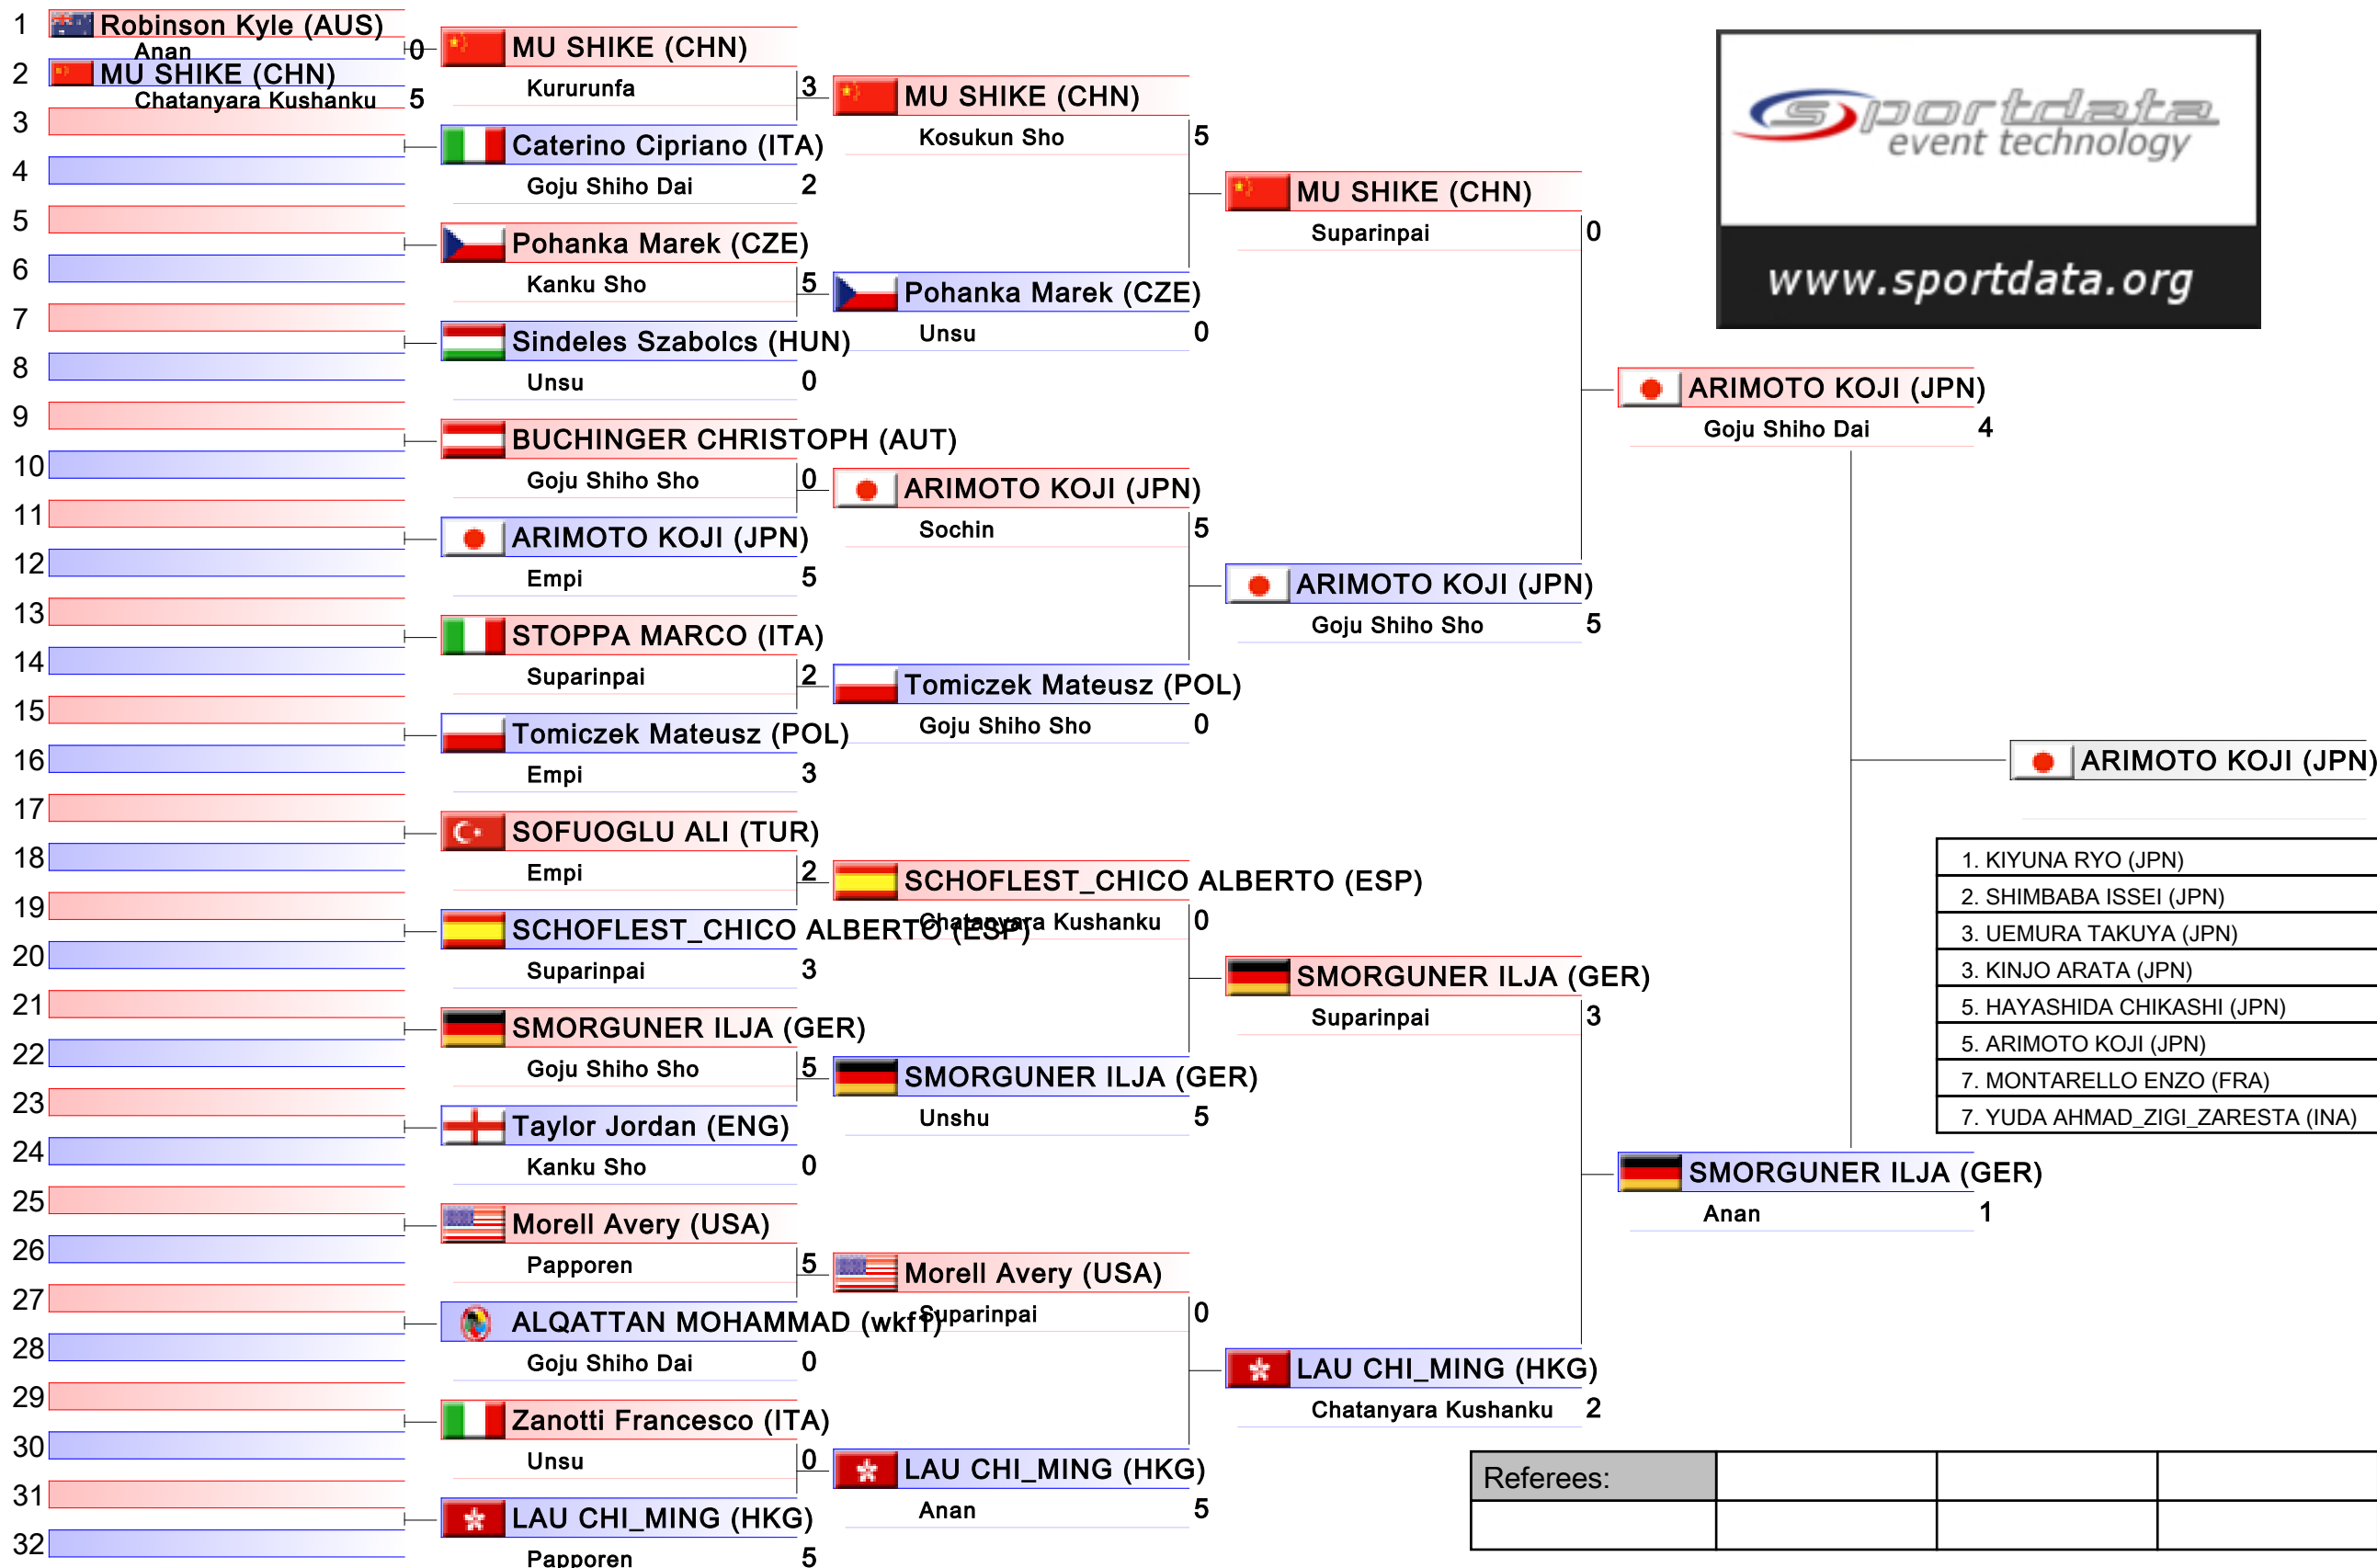 1 Robinson Kyle (AUS)
Anan 0
2 MU SHIKE (CHN)
Chatanyara Kushanku 5
3
4
5
6
7
8
9
10
11
12
13
14
15
16
17
18
19
20
21
22
23
24
25
26
27
28
29
30
31
32
MU SHIKE (CHN)
Kururunfa 3
Caterino Cipriano (ITA)
Goju Shiho Dai 2
Pohanka Marek (CZE)
Kanku Sho 5
Sindeles Szabolcs (HUN)
Unsu 0
BUCHINGER CHRISTOPH (AUT)
Goju Shiho Sho 0
ARIMOTO KOJI (JPN)
Empi 5
STOPPA MARCO (ITA)
Suparinpai 2
Tomiczek Mateusz (POL)
Empi 3
SOFUOGLU ALI (TUR)
Empi 2
SCHOFLEST_CHICO ALBERTO (ESP)
Suparinpai 3
SMORGUNER ILJA (GER)
Goju Shiho Sho 5
Taylor Jordan (ENG)
Kanku Sho 0
Morell Avery (USA)
Papporen 5
ALQATTAN MOHAMMAD (wkf1)
Goju Shiho Dai 0
Zanotti Francesco (ITA)
Unsu 0
LAU CHI_MING (HKG)
Papporen 5
MU SHIKE (CHN)
Kosukun Sho 5
Pohanka Marek (CZE)
Unsu 0
ARIMOTO KOJI (JPN)
Sochin 5
Tomiczek Mateusz (POL)
Goju Shiho Sho 0
SCHOFLEST_CHICO ALBERTO (ESP)
Chatanyara Kushanku 0
SMORGUNER ILJA (GER)
Unshu 5
Morell Avery (USA)
Suparinpai 0
LAU CHI_MING (HKG)
Anan 5
MU SHIKE (CHN)
Suparinpai 0
ARIMOTO KOJI (JPN)
Goju Shiho Sho 5
SMORGUNER ILJA (GER)
Suparinpai 3
LAU CHI_MING (HKG)
Chatanyara Kushanku 2
ARIMOTO KOJI (JPN)
Goju Shiho Dai 4
SMORGUNER ILJA (GER)
Anan 1
ARIMOTO KOJI (JPN)
sportdata
event technology
www.sportdata.org
1. KIYUNA RYO (JPN)
2. SHIMBABA ISSEI (JPN)
3. UEMURA TAKUYA (JPN)
3. KINJO ARATA (JPN)
5. HAYASHIDA CHIKASHI (JPN)
5. ARIMOTO KOJI (JPN)
7. MONTARELLO ENZO (FRA)
7. YUDA AHMAD_ZIGI_ZARESTA (INA)
Referees: